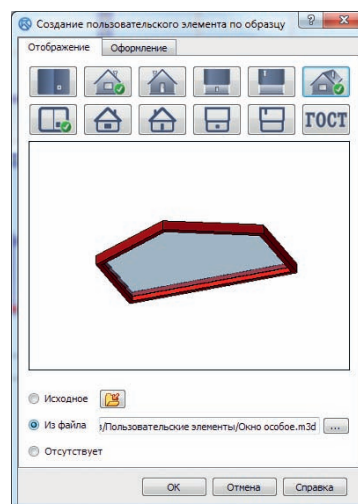 Создание пользовательского элемента по образцу
Отображение
Оформление
ГОСТ
Исходное
Из файла
з/Пользовательские элементы/Окно особое.m3d
...
Отсутствует
ОК
Отмена
Справка